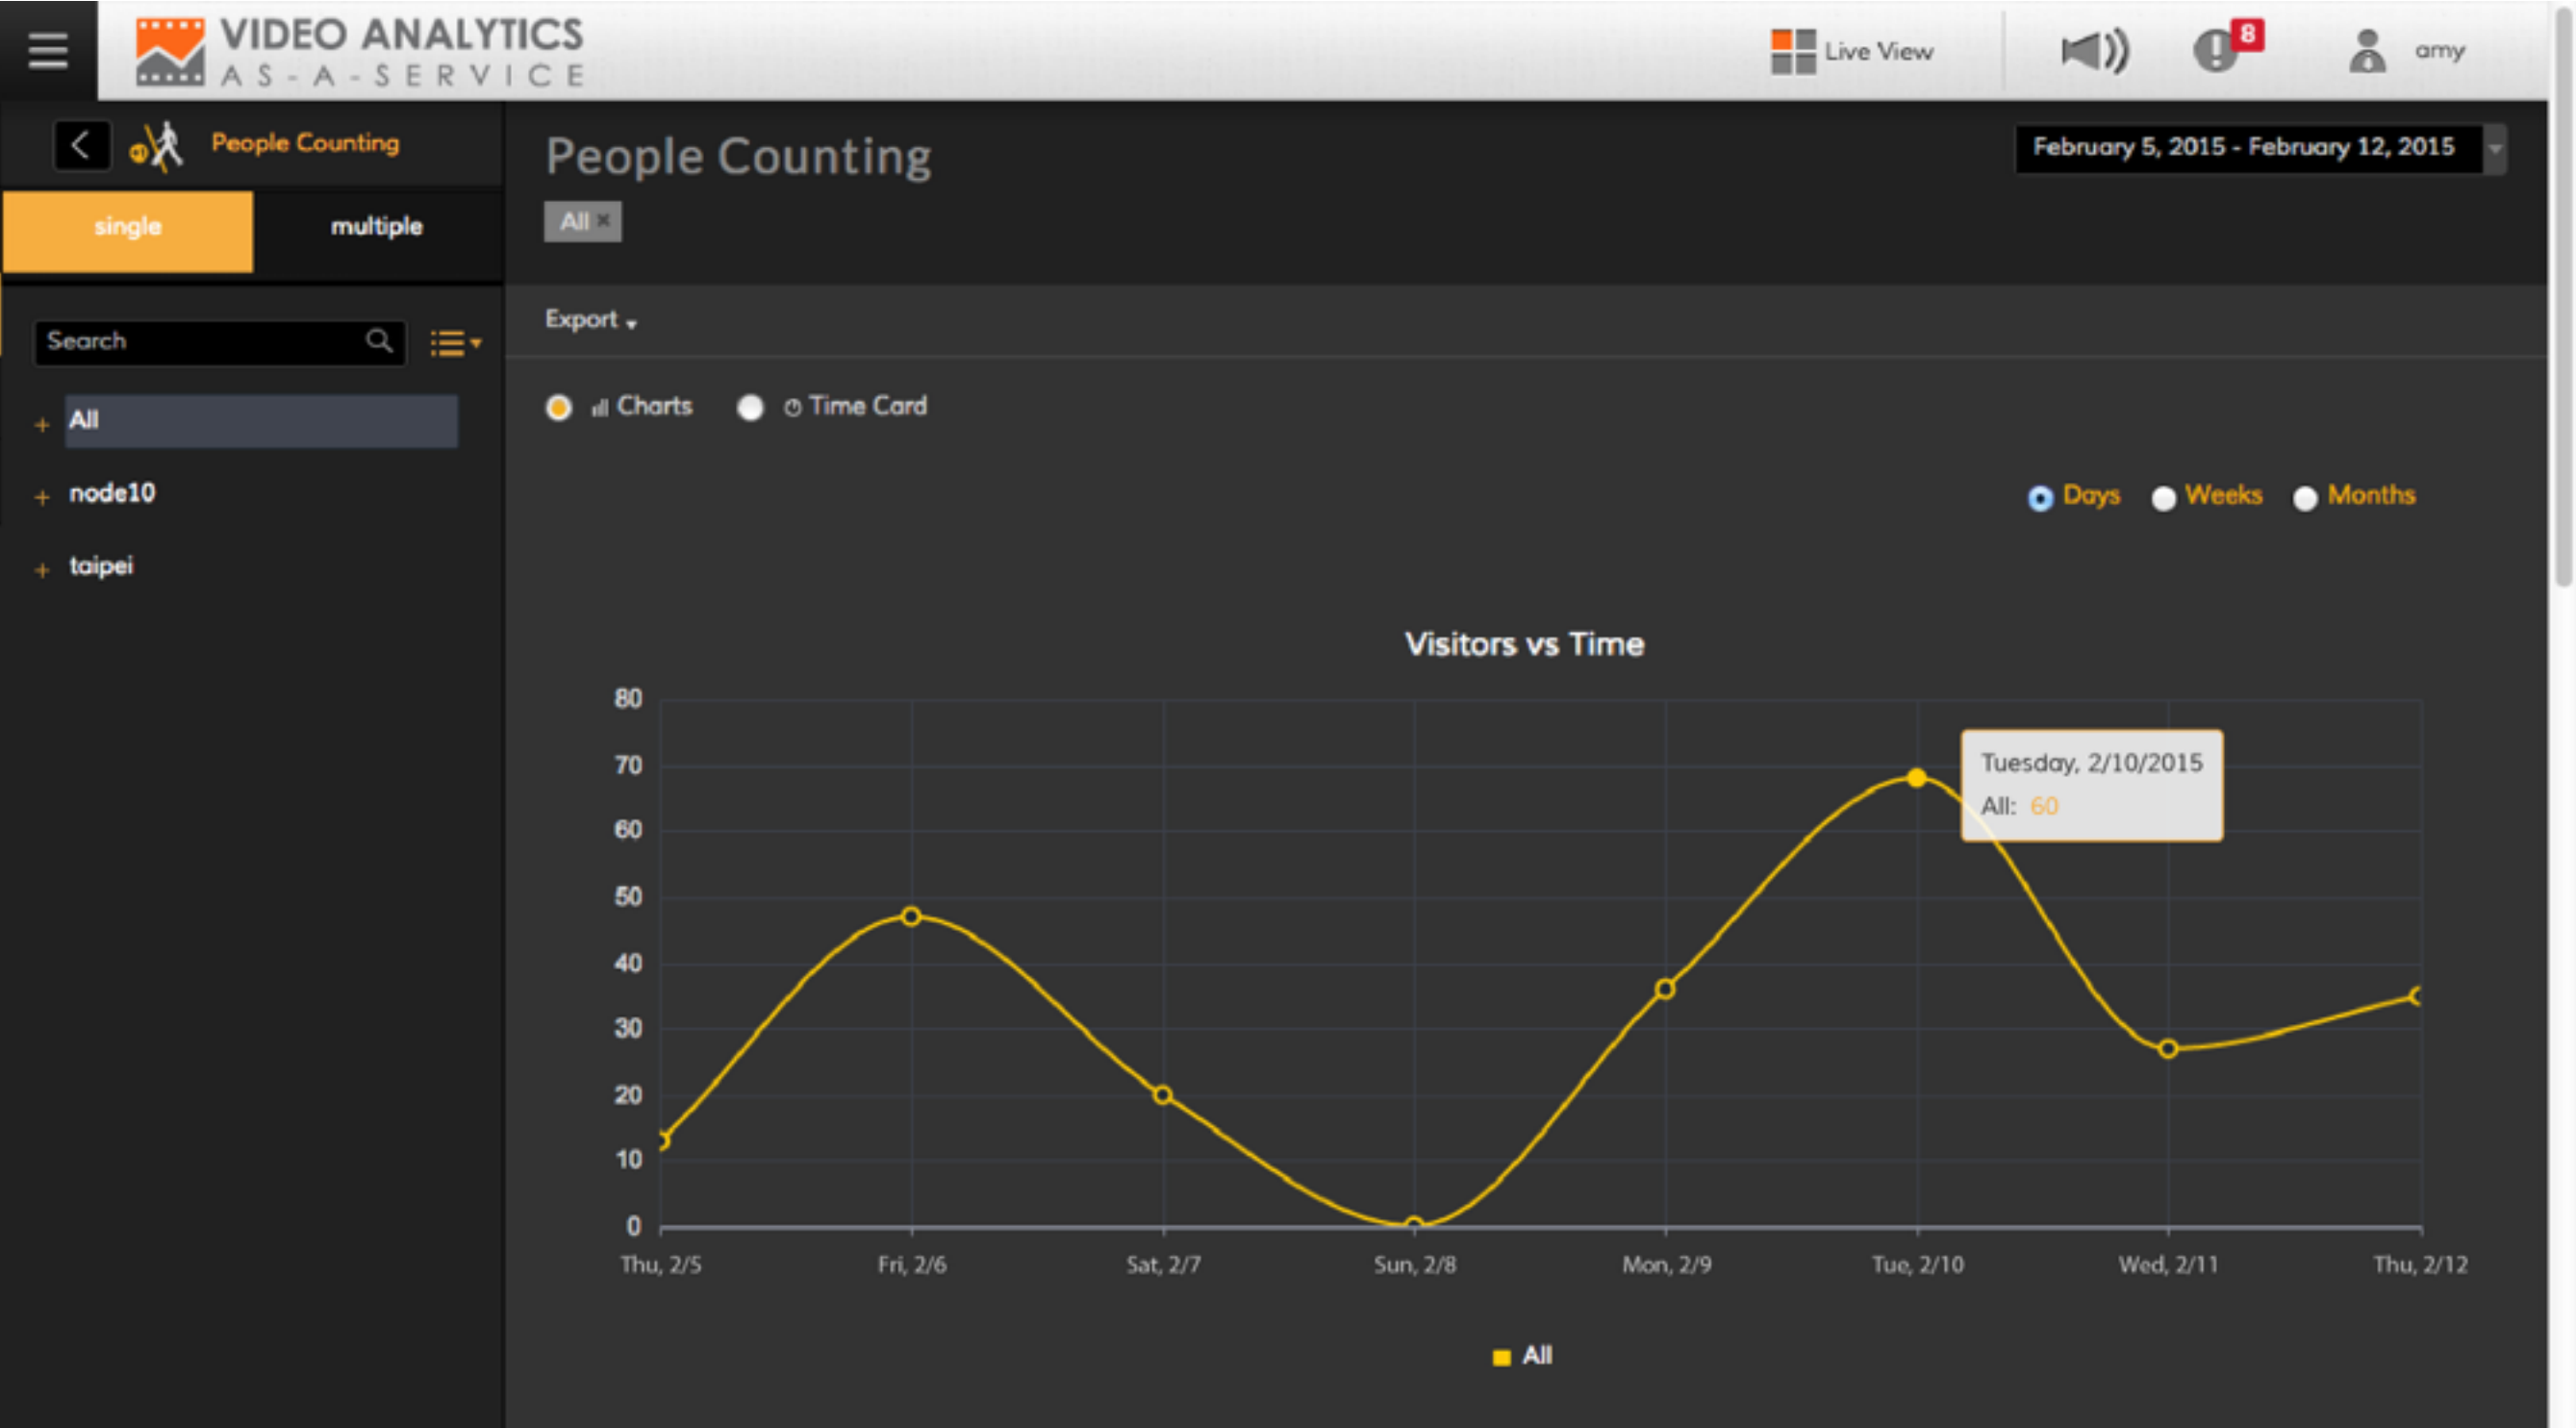 VIDEO ANALYTICS
AS-A-SERVICE
Live View
8
amy
People Counting
single
multiple
Search
All
node10
taipei
People Counting
February 5, 2015 - February 12, 2015
All
Export
Charts
Time Card
Days
Weeks
Months
Visitors vs Time
80
70
60
50
40
30
20
10
0
Tuesday, 2/10/2015
All: 60
Thu, 2/5
Fri, 2/6
Sat, 2/7
Sun, 2/8
Mon, 2/9
Tue, 2/10
Wed, 2/11
Thu, 2/12
All